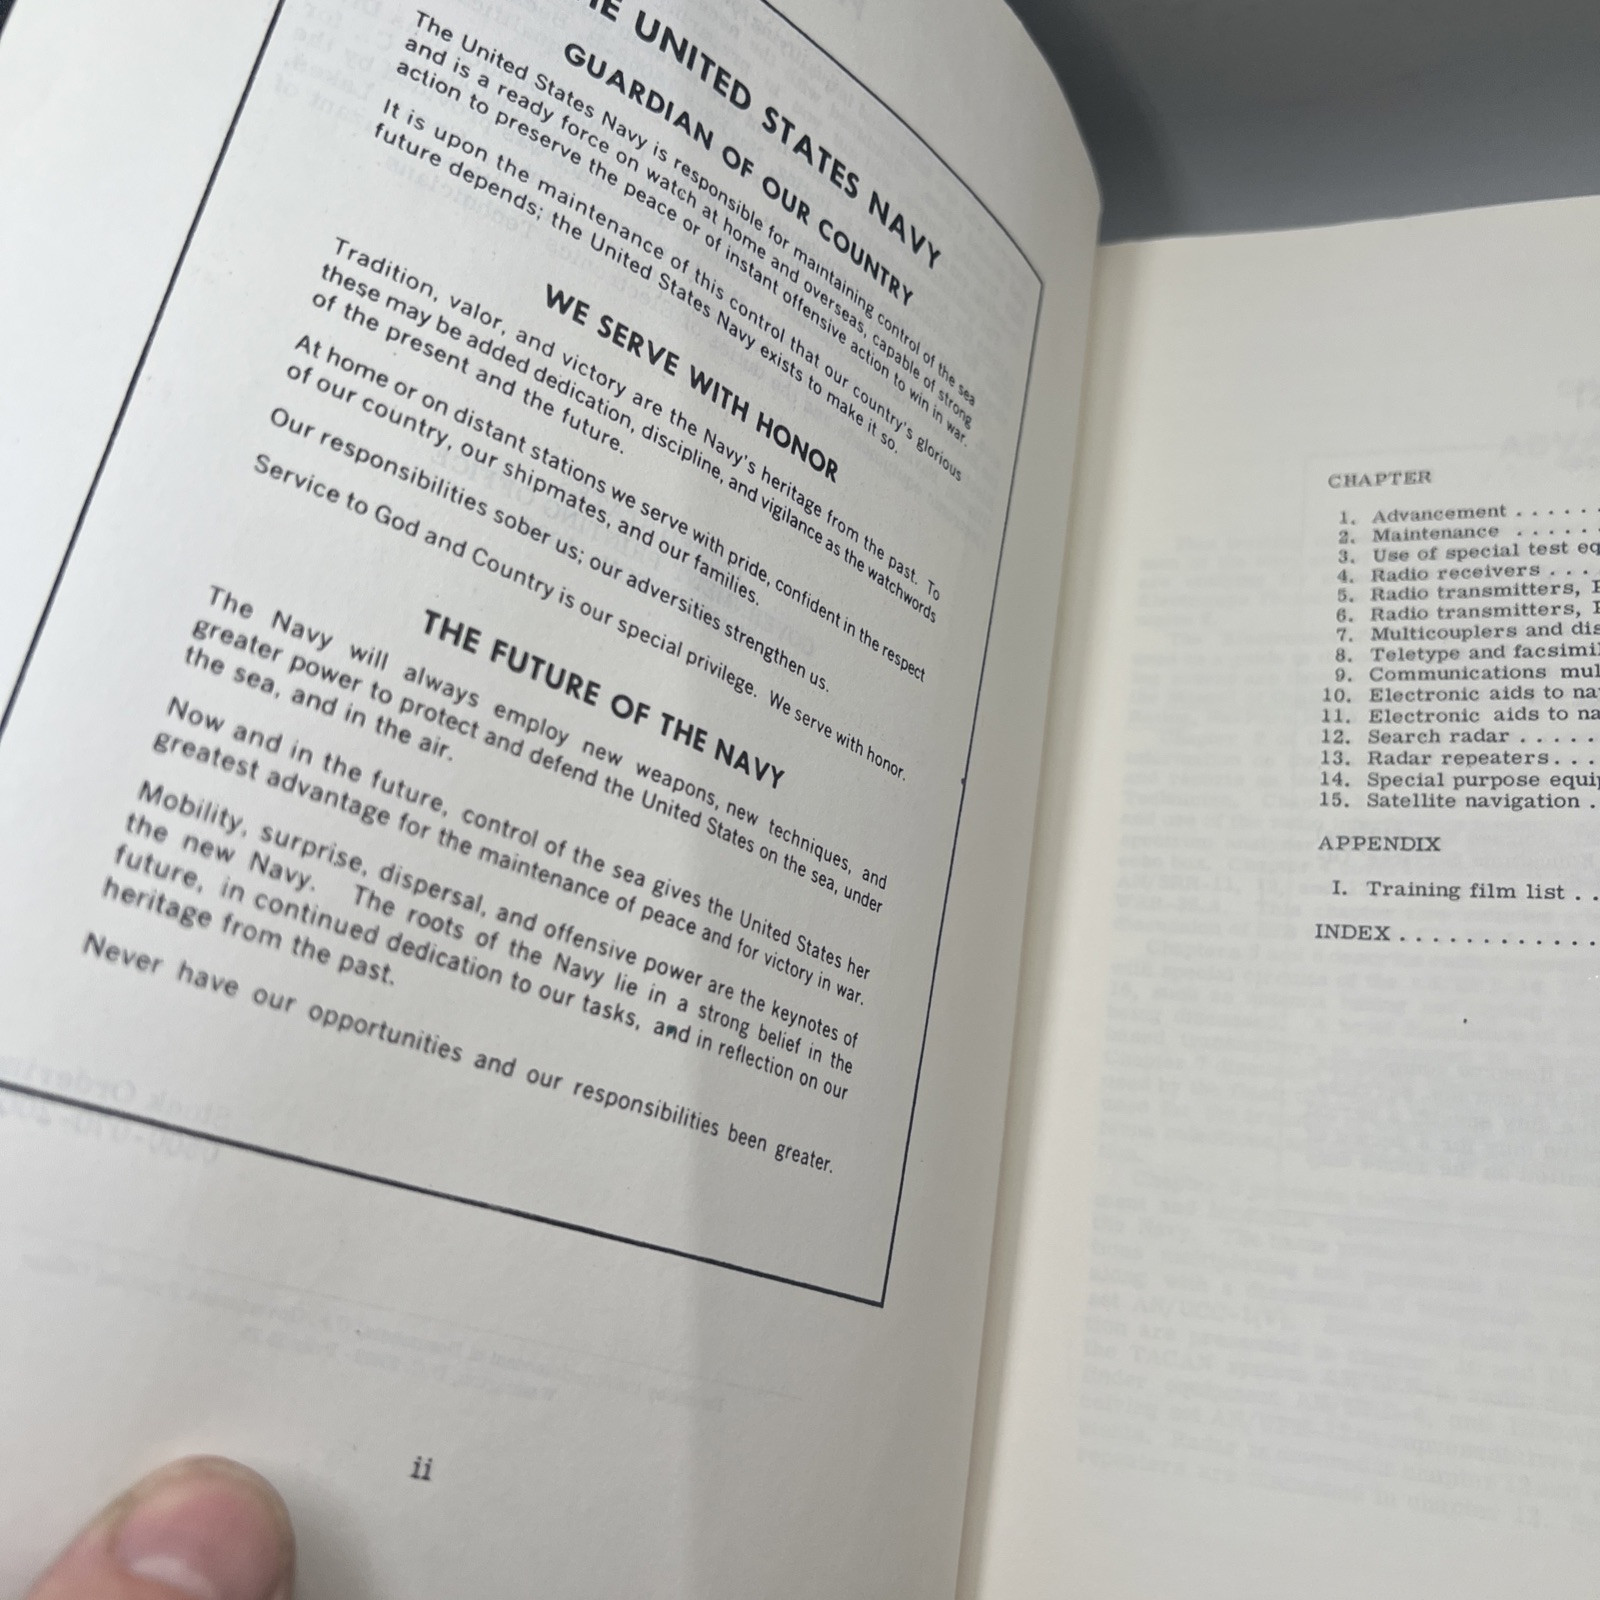 THE UNITED STATES NAVY
GUARDIAN OF OUR COUNTRY
The United States Navy is responsible for maintaining control of the sea
and is a ready force on watch at home and overseas, capable of strong
action to preserve the peace or of instant offensive action to win in war.
It is upon the maintenance of this control that our country's glorious
future depends; the United States Navy exists to make it so.
WE SERVE WITH HONOR
Tradition, valor, and victory are the Navy's heritage from the past. To
these may be added dedication, discipline, and vigilance as the watchwords
of the present and the future.
At home or on distant stations we serve with pride, confident in the respect
of our country, our shipmates, and our families.
Our responsibilities sober us; our adversities strengthen us.
Service to God and Country is our special privilege. We serve with honor.
THE FUTURE OF THE NAVY
The Navy will always employ new weapons, new techniques, and
greater power to protect and defend the United States on the sea, under
the sea, and in the air.
Now and in the future, control of the sea gives the United States her
greatest advantage for the maintenance of peace and for victory in war.
Mobility, surprise, dispersal, and offensive power are the keynotes of
the new Navy. The roots of the Navy lie in a strong belief in the
future, in continued dedication to our tasks, and in reflection on our
heritage from the past.
Never have our opportunities and our responsibilities been greater.
ii
CHAPTER
1. Advancement . . . . .
2. Maintenance . . . . .
3. Use of special test eq
4. Radio receivers . . .
5. Radio transmitters,
6. Radio transmitters,
7. Multicouplers and dis
8. Teletype and facsimil
9. Communications mul
10. Electronic aids to na
11. Electronic aids to na
12. Search radar . . . . .
13. Radar repeaters. . .
14. Special purpose equip
15. Satellite navigation .
APPENDIX
I. Training film list . .
INDEX . . . . . . . . . . . .